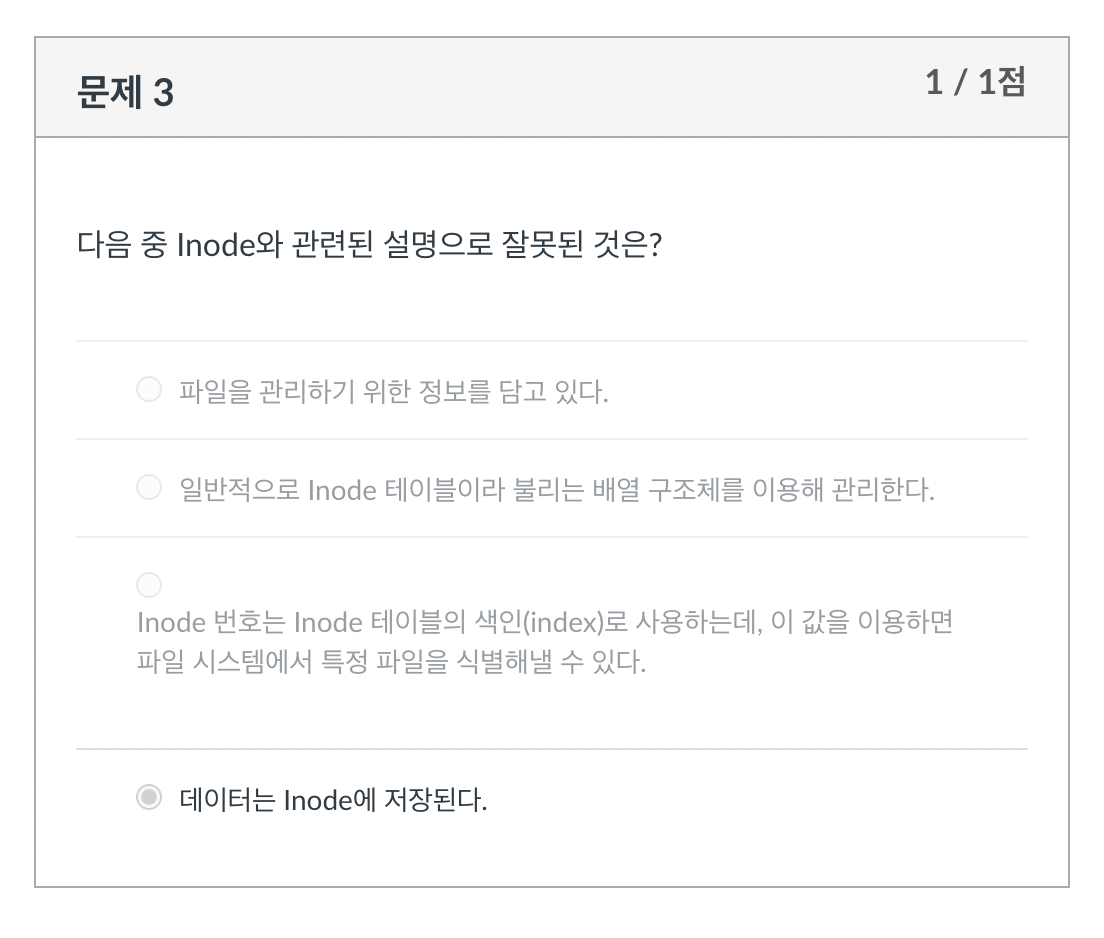 문제 3
1 / 1점
다음 중 Inode와 관련된 설명으로 잘못된 것은?
파일을 관리하기 위한 정보를 담고 있다.
일반적으로 Inode 테이블이라 불리는 배열 구조체를 이용해 관리한다.
Inode 번호는 Inode 테이블의 색인(index)로 사용하는데, 이 값을 이용하면
파일 시스템에서 특정 파일을 식별해낼 수 있다.
데이터는 Inode에 저장된다.